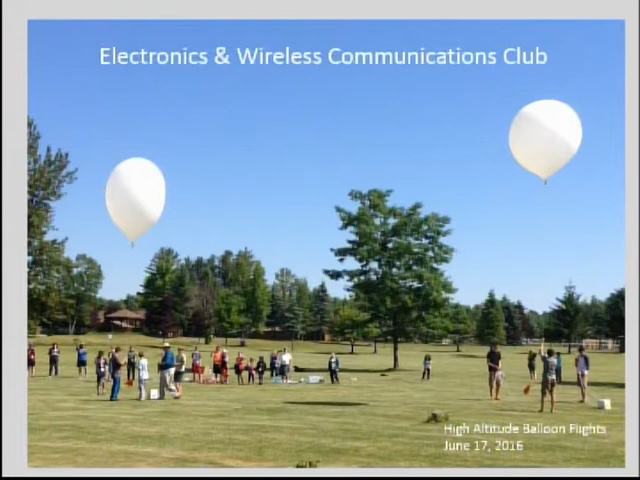 Electronics & Wireless Communications Club
High Altitude Balloon Flights
June 17, 2016